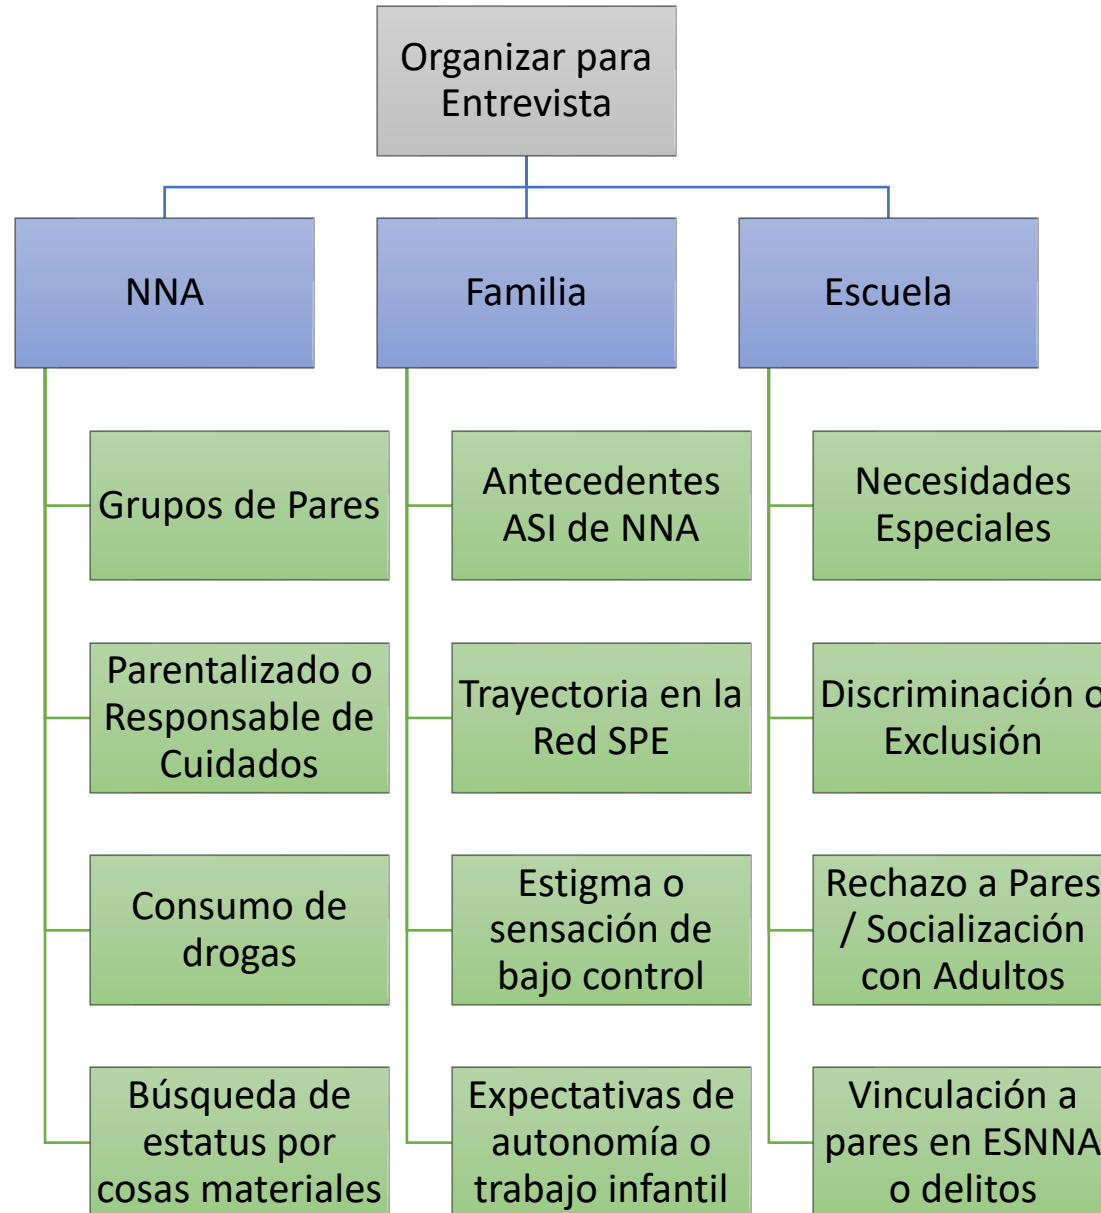 Organizar para
Entrevista
NNA
Familia
Escuela
Grupos de Pares
Antecedentes
ASI de NNA
Necesidades
Especiales
Parentalizado o
Responsable de
Cuidados
Trayectoria en la
Red SPE
Discriminación o
Exclusión
Consumo de
drogas
Estigma o
sensación de
bajo control
Rechazo a Pares
/ Socialización
con Adultos
Búsqueda de
estatus por
cosas materiales
Expectativas de
autonomía o
trabajo infantil
Vinculación a
pares en ESNNA
o delitos